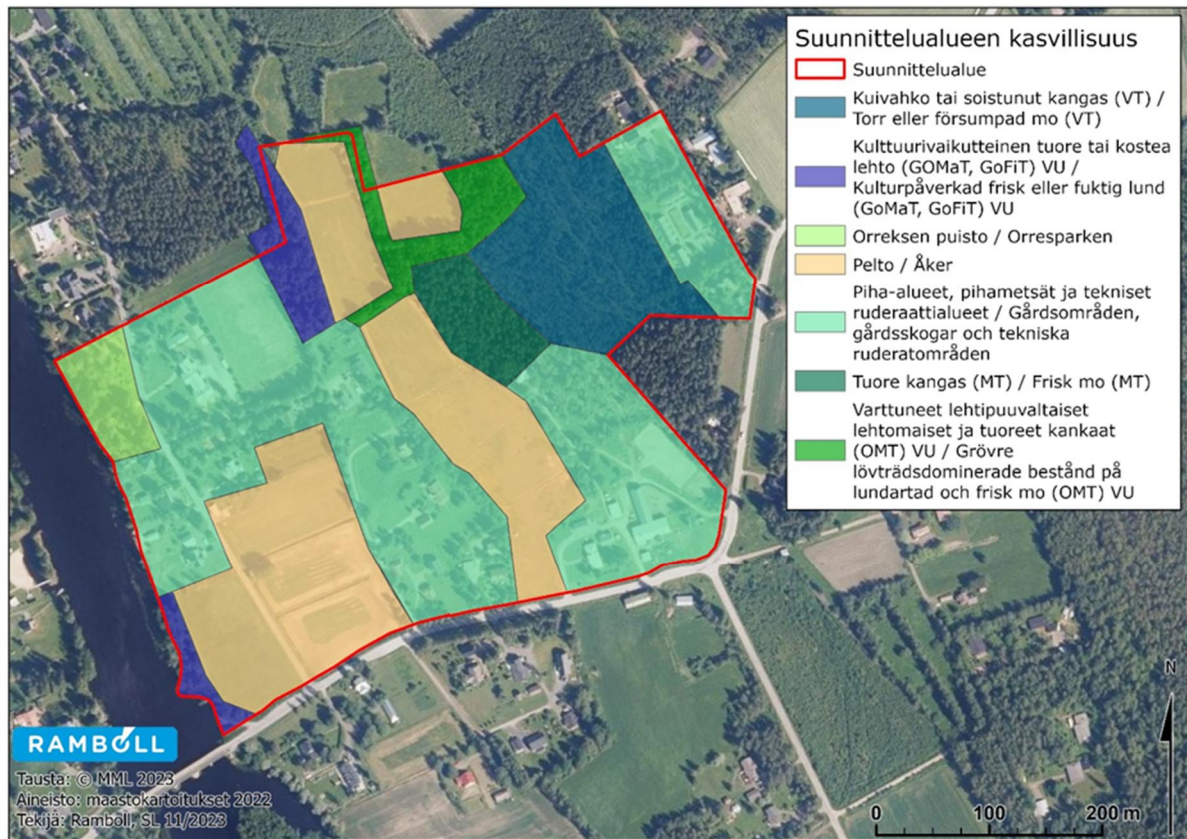 Suunnittelualueen kasvillisuus
Suunnittelualue
Kuivahko tai soistunut kangas (VT) /
Torr eller försumpad mo (VT)
Kulttuurivaikutteinen tuore tai kostea
lehto (GOMaT, GoFiT) VU /
Kulturpåverkad frisk eller fuktig lund
(GoMaT, GoFiT) VU
Orreksen puisto / Orresparken
Pelto / Åker
Piha-alueet, pihametsät ja tekniset
ruderaattialueet / Gårdsområden,
gårdsskogar och tekniska
ruderatområden
Tuore kangas (MT) / Frisk mo (MT)
Varttuneet lehtipuuvaltaiset
lehtomaiset ja tuoreet kankaat
(OMT) VU / Grövre
lövträdsdominerade bestånd på
lundartad och frisk mo (OMT) VU
RAMBOLL
Tausta: © MML 2023
Aineisto: maastokartoitukset 2022
Tekijä: Ramboll, SL 11/2023
N
0 100 200 m